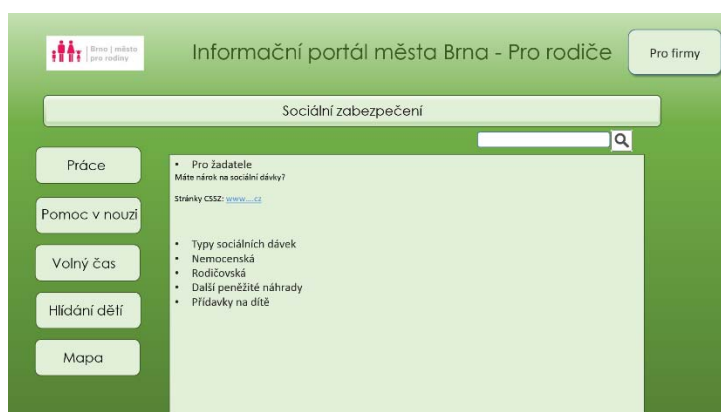 Brno | město
pro rodiny
Informační portál města Brna - Pro rodiče
Pro firmy
Sociální zabezpečení
Práce
Pomoc v nouzi
Volný čas
Hlídání dětí
Mapa
• Pro žadatele
Máte nárok na sociální dávky?
Stránky CSSZ: www....cz
• Typy sociálních dávek
• Nemocenská
• Rodičovská
• Další peněžité náhrady
• Přídavky na dítě